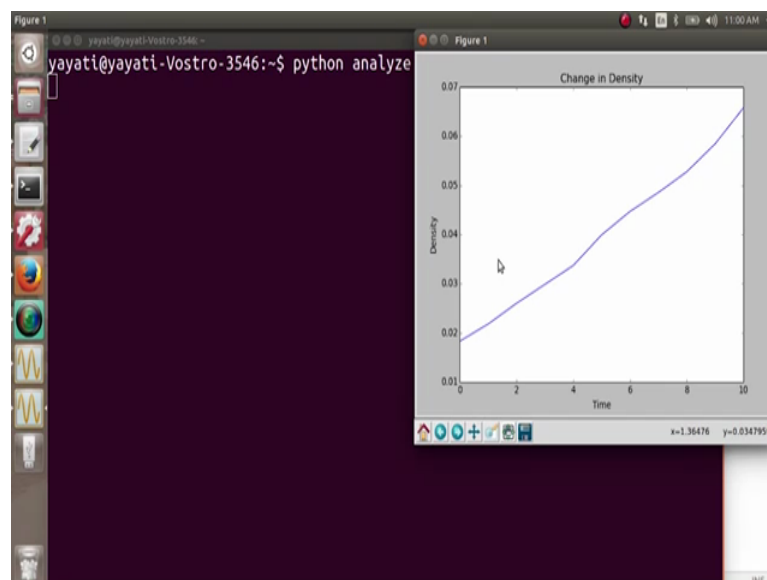 Figure 1
En
11:00 AM
yayati@yayati-Vostro-3546: ~
yayati@yayati-Vostro-3546:~$ python analyze
Figure 1
Change in Density
0.07
0.06
0.05
0.04
0.03
0.02
0.01
Density
0 2 4 6 8 10
Time
x=1.36476 y=0.034795